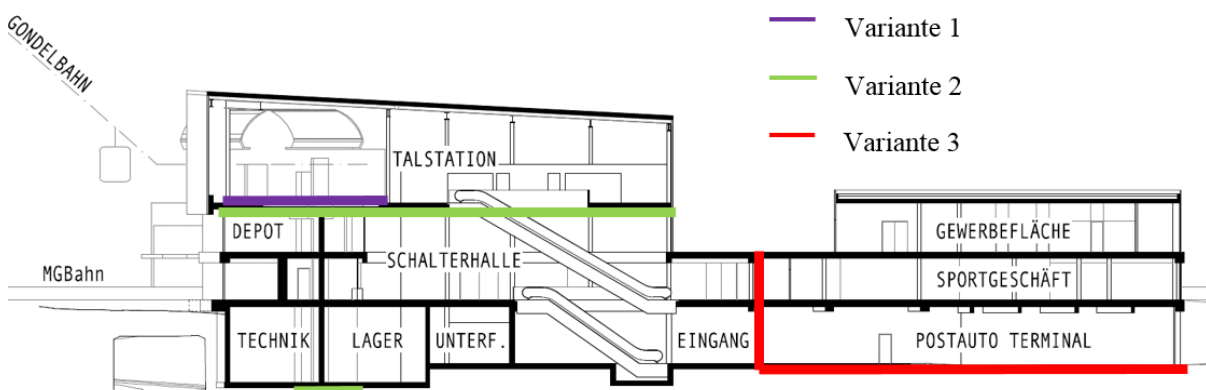 GONDELBAHN
Variante 1
Variante 2
Variante 3
TALSTATION
DEPOT
GEWERBEFLÄCHE
SCHALTERHALLE
MGBahn
SPORTGESCHÄFT
TECHNIK
LAGER
UNTERF.
EINGANG
POSTAUTO TERMINAL